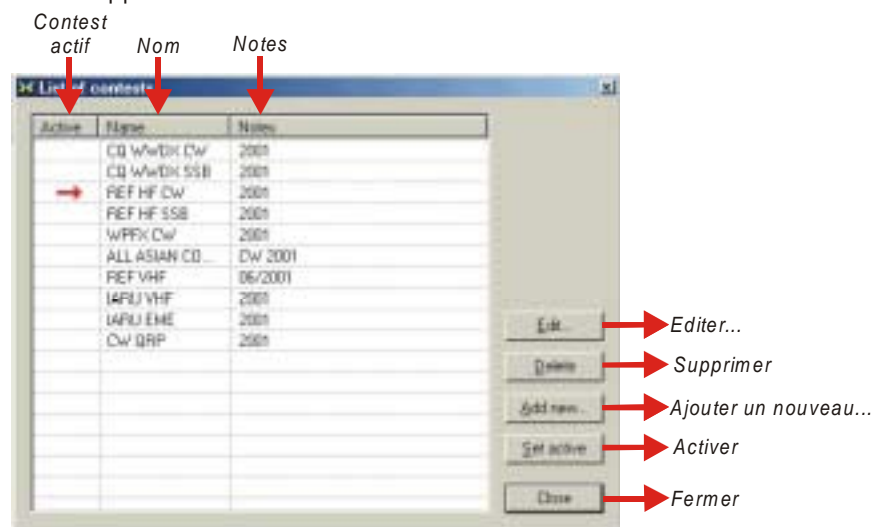 Contest
actif Nom Notes
List of contests
Active Name Notes
CQ WWDX CW 2001
CQ WWDX SSB 2001
REF HF CW 2001
REF HF SSB 2001
WPFX CW 2001
ALL ASIAN CO... CW 2001
REF VHF 06/2001
IARU VHF 2001
IARU EME 2001
CW QRP 2001
Edit... Editer...
Delete Supprimer
Add new... Ajouter un nouveau...
Set active Activer
Close Fermer